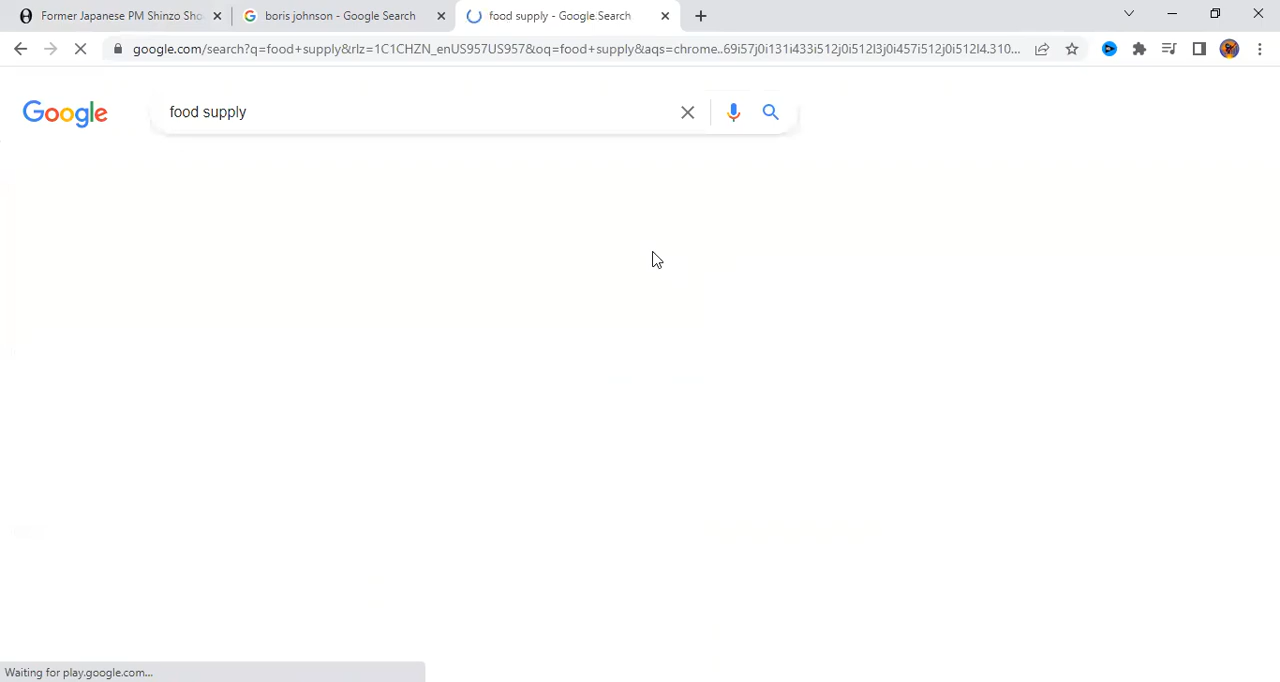 Former Japanese PM Shinzo Sho
boris johnson - Google Search
food supply - Google Search
google.com/search?q=food+supply&rlz=1C1CHZN_enUS957US957&oq=food+supply&aqs=chrome..69i57j0i131i433i512j0i512l3j0i457i512j0i512l4.310...
Google
food supply
Waiting for play.google.com...